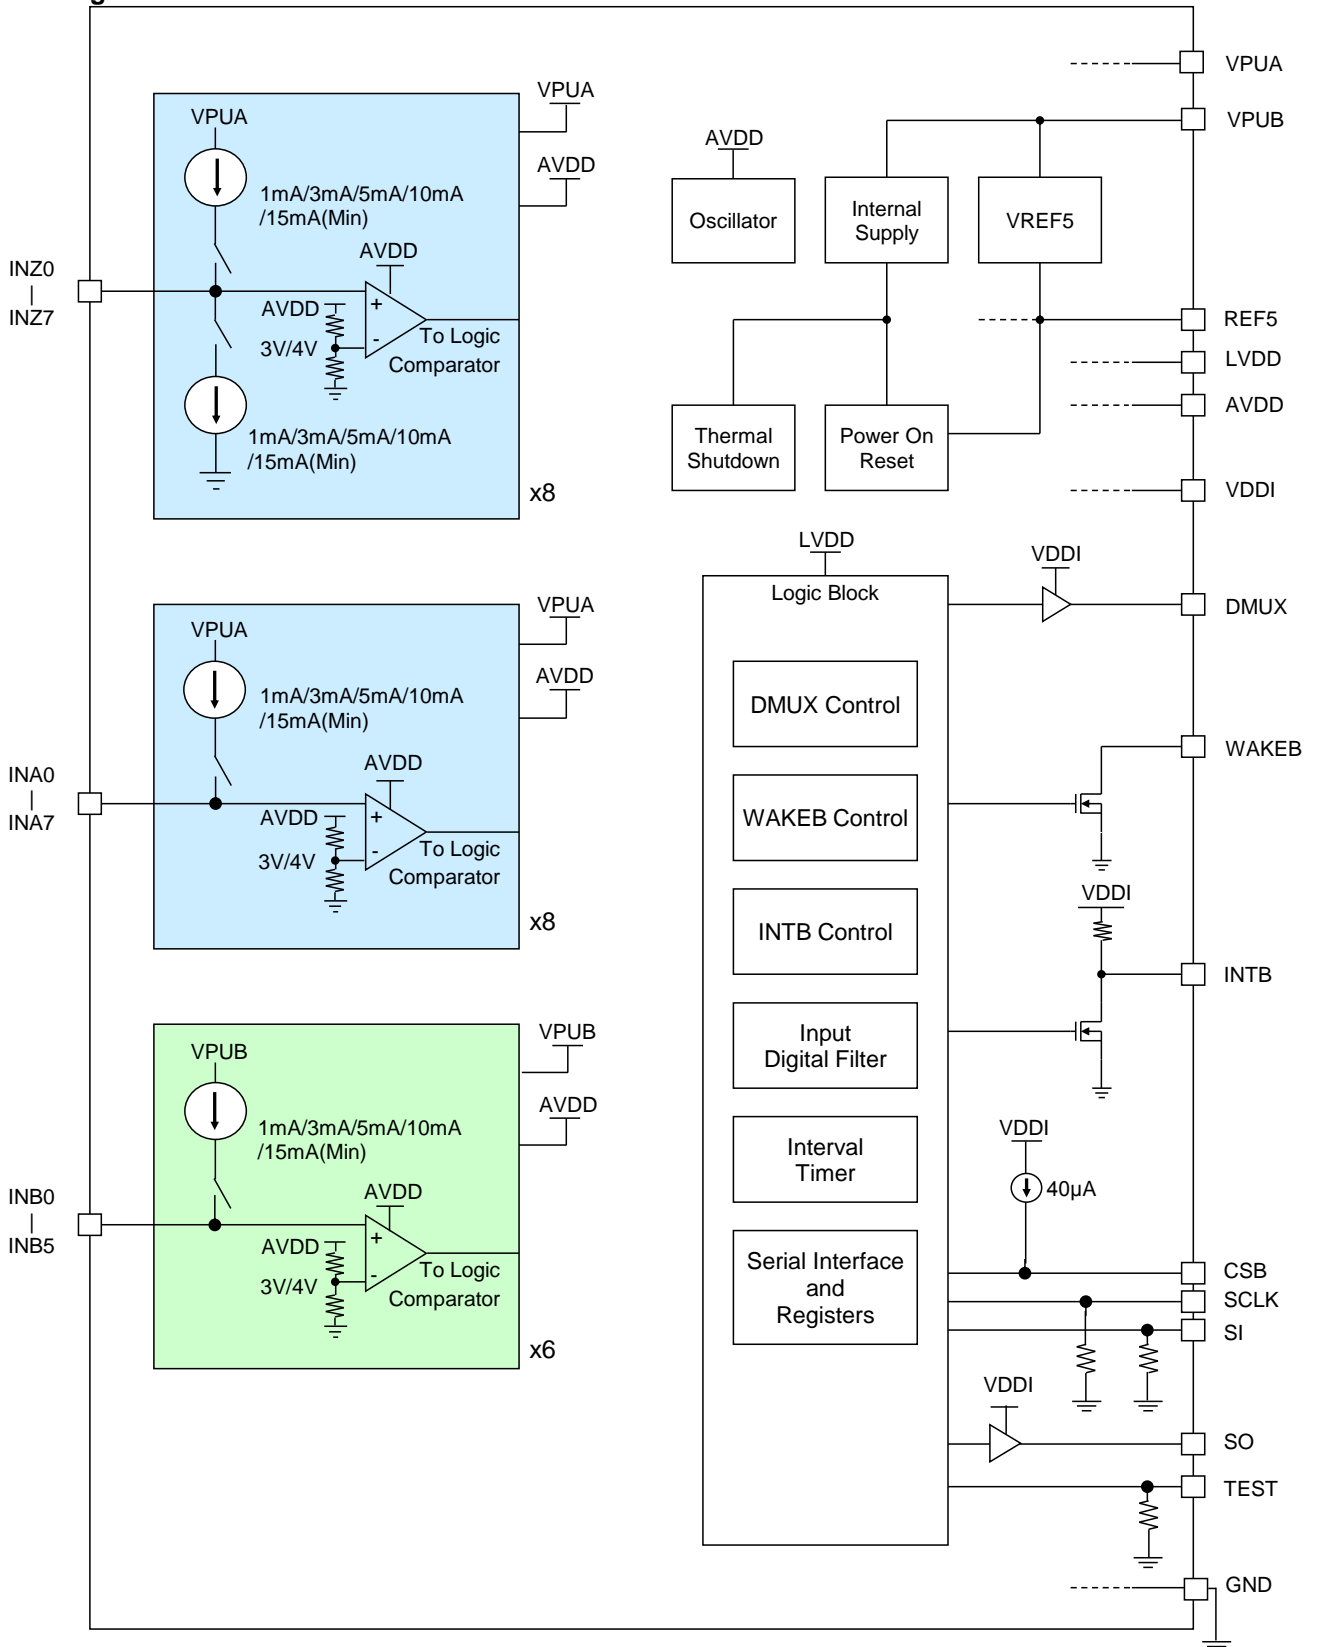 VPUA
1mA/3mA/5mA/10mA
/15mA(Min)
AVDD
AVDD
3V/4V
+
-
To Logic
Comparator
1mA/3mA/5mA/10mA
/15mA(Min)
x8
VPUA
AVDD
INZ0
INZ7
VPUA
1mA/3mA/5mA/10mA
/15mA(Min)
AVDD
AVDD
3V/4V
+
-
To Logic
Comparator
x8
VPUA
AVDD
INA0
INA7
VPUB
1mA/3mA/5mA/10mA
/15mA(Min)
AVDD
AVDD
3V/4V
+
-
To Logic
Comparator
x6
VPUB
AVDD
INB0
INB5
AVDD
Oscillator
Internal
Supply
VREF5
Thermal
Shutdown
Power On
Reset
LVDD
Logic Block
DMUX Control
WAKEB Control
INTB Control
Input
Digital Filter
Interval
Timer
Serial Interface
and
Registers
VDDI
VDDI
VDDI
40µA
VDDI
VPUA
VPUB
REF5
LVDD
AVDD
VDDI
DMUX
WAKEB
INTB
CSB
SCLK
SI
SO
TEST
GND